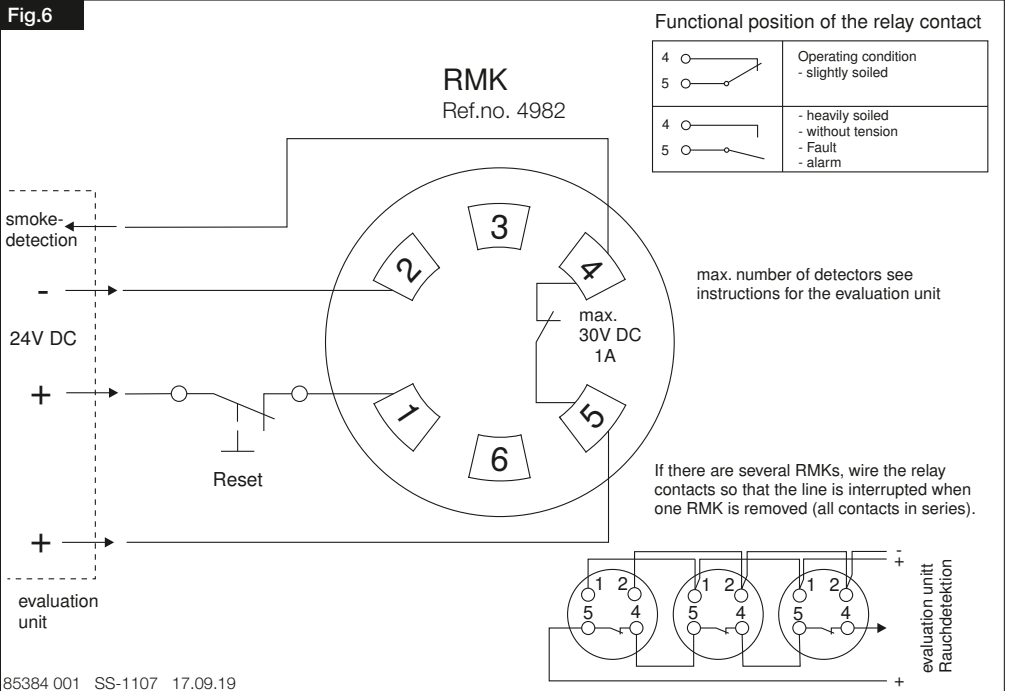 Fig.6
Functional position of the relay contact
4
Operating condition
- slightly soiled
5
4
- heavily soiled
- without tension
5
- Fault
- alarm
RMK
Ref.no. 4982
smoke-
detection
-
24V DC
+
+
evaluation
unit
Reset
3
2
4
1
5
6
max.
30V DC
1A
max. number of detectors see
instructions for the evaluation unit
If there are several RMKs, wire the relay
contacts so that the line is interrupted when
one RMK is removed (all contacts in series).
1 2 1 2 1 2
5 4 5 4 5 4
-
+
+
evaluation unitt
Rauchdetektion
85384 001 SS-1107 17.09.19